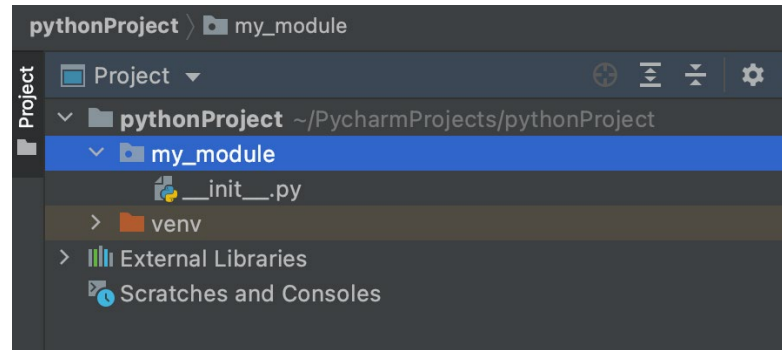 pythonProject 〉 my_module
Project
Project
pythonProject ~/PycharmProjects/pythonProject
my_module
__init__.py
venv
External Libraries
Scratches and Consoles